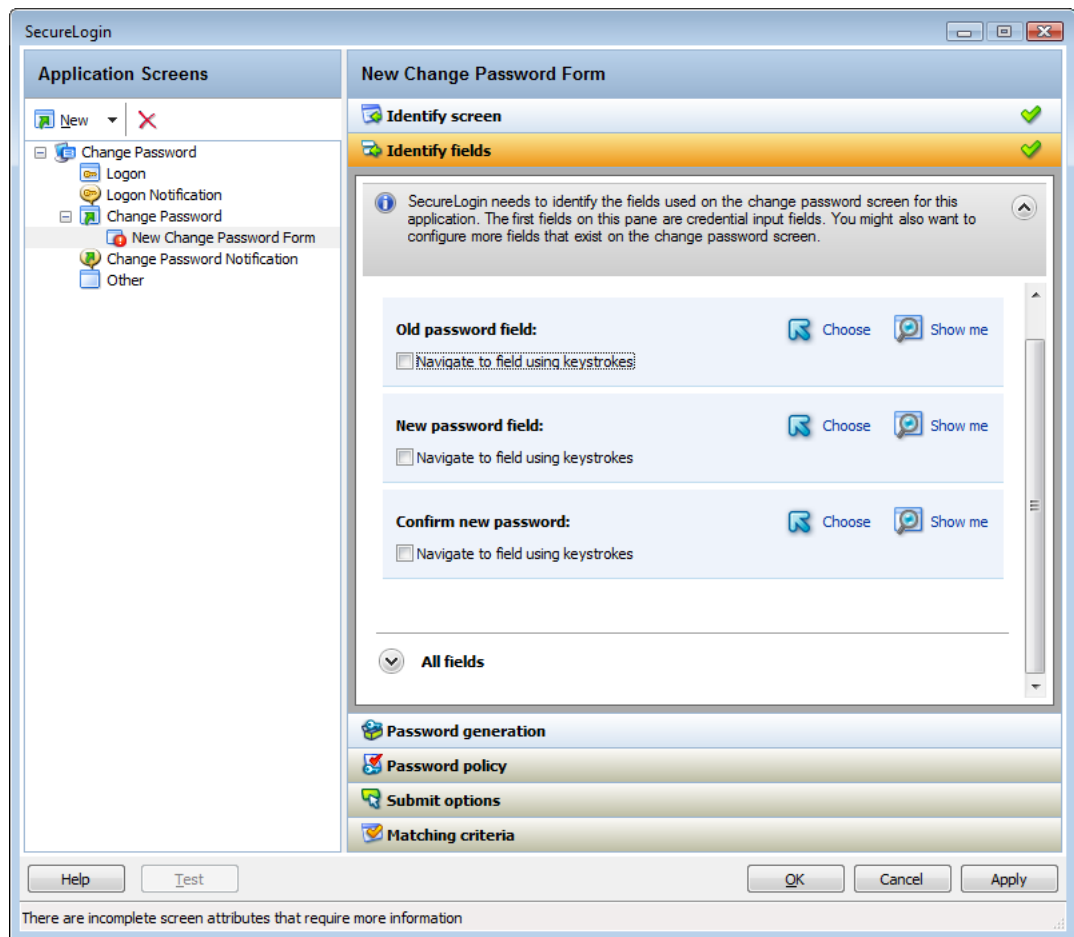 SecureLogin
Application Screens
New
Change Password
Logon
Logon Notification
Change Password
New Change Password Form
Change Password Notification
Other
New Change Password Form
Identify screen
Identify fields
SecureLogin needs to identify the fields used on the change password screen for this
application. The first fields on this pane are credential input fields. You might also want to
configure more fields that exist on the change password screen.
Old password field:
Choose
Show me
Navigate to field using keystrokes
New password field:
Choose
Show me
Navigate to field using keystrokes
Confirm new password:
Choose
Show me
Navigate to field using keystrokes
All fields
Password generation
Password policy
Submit options
Matching criteria
Help
Test
OK
Cancel
Apply
There are incomplete screen attributes that require more information